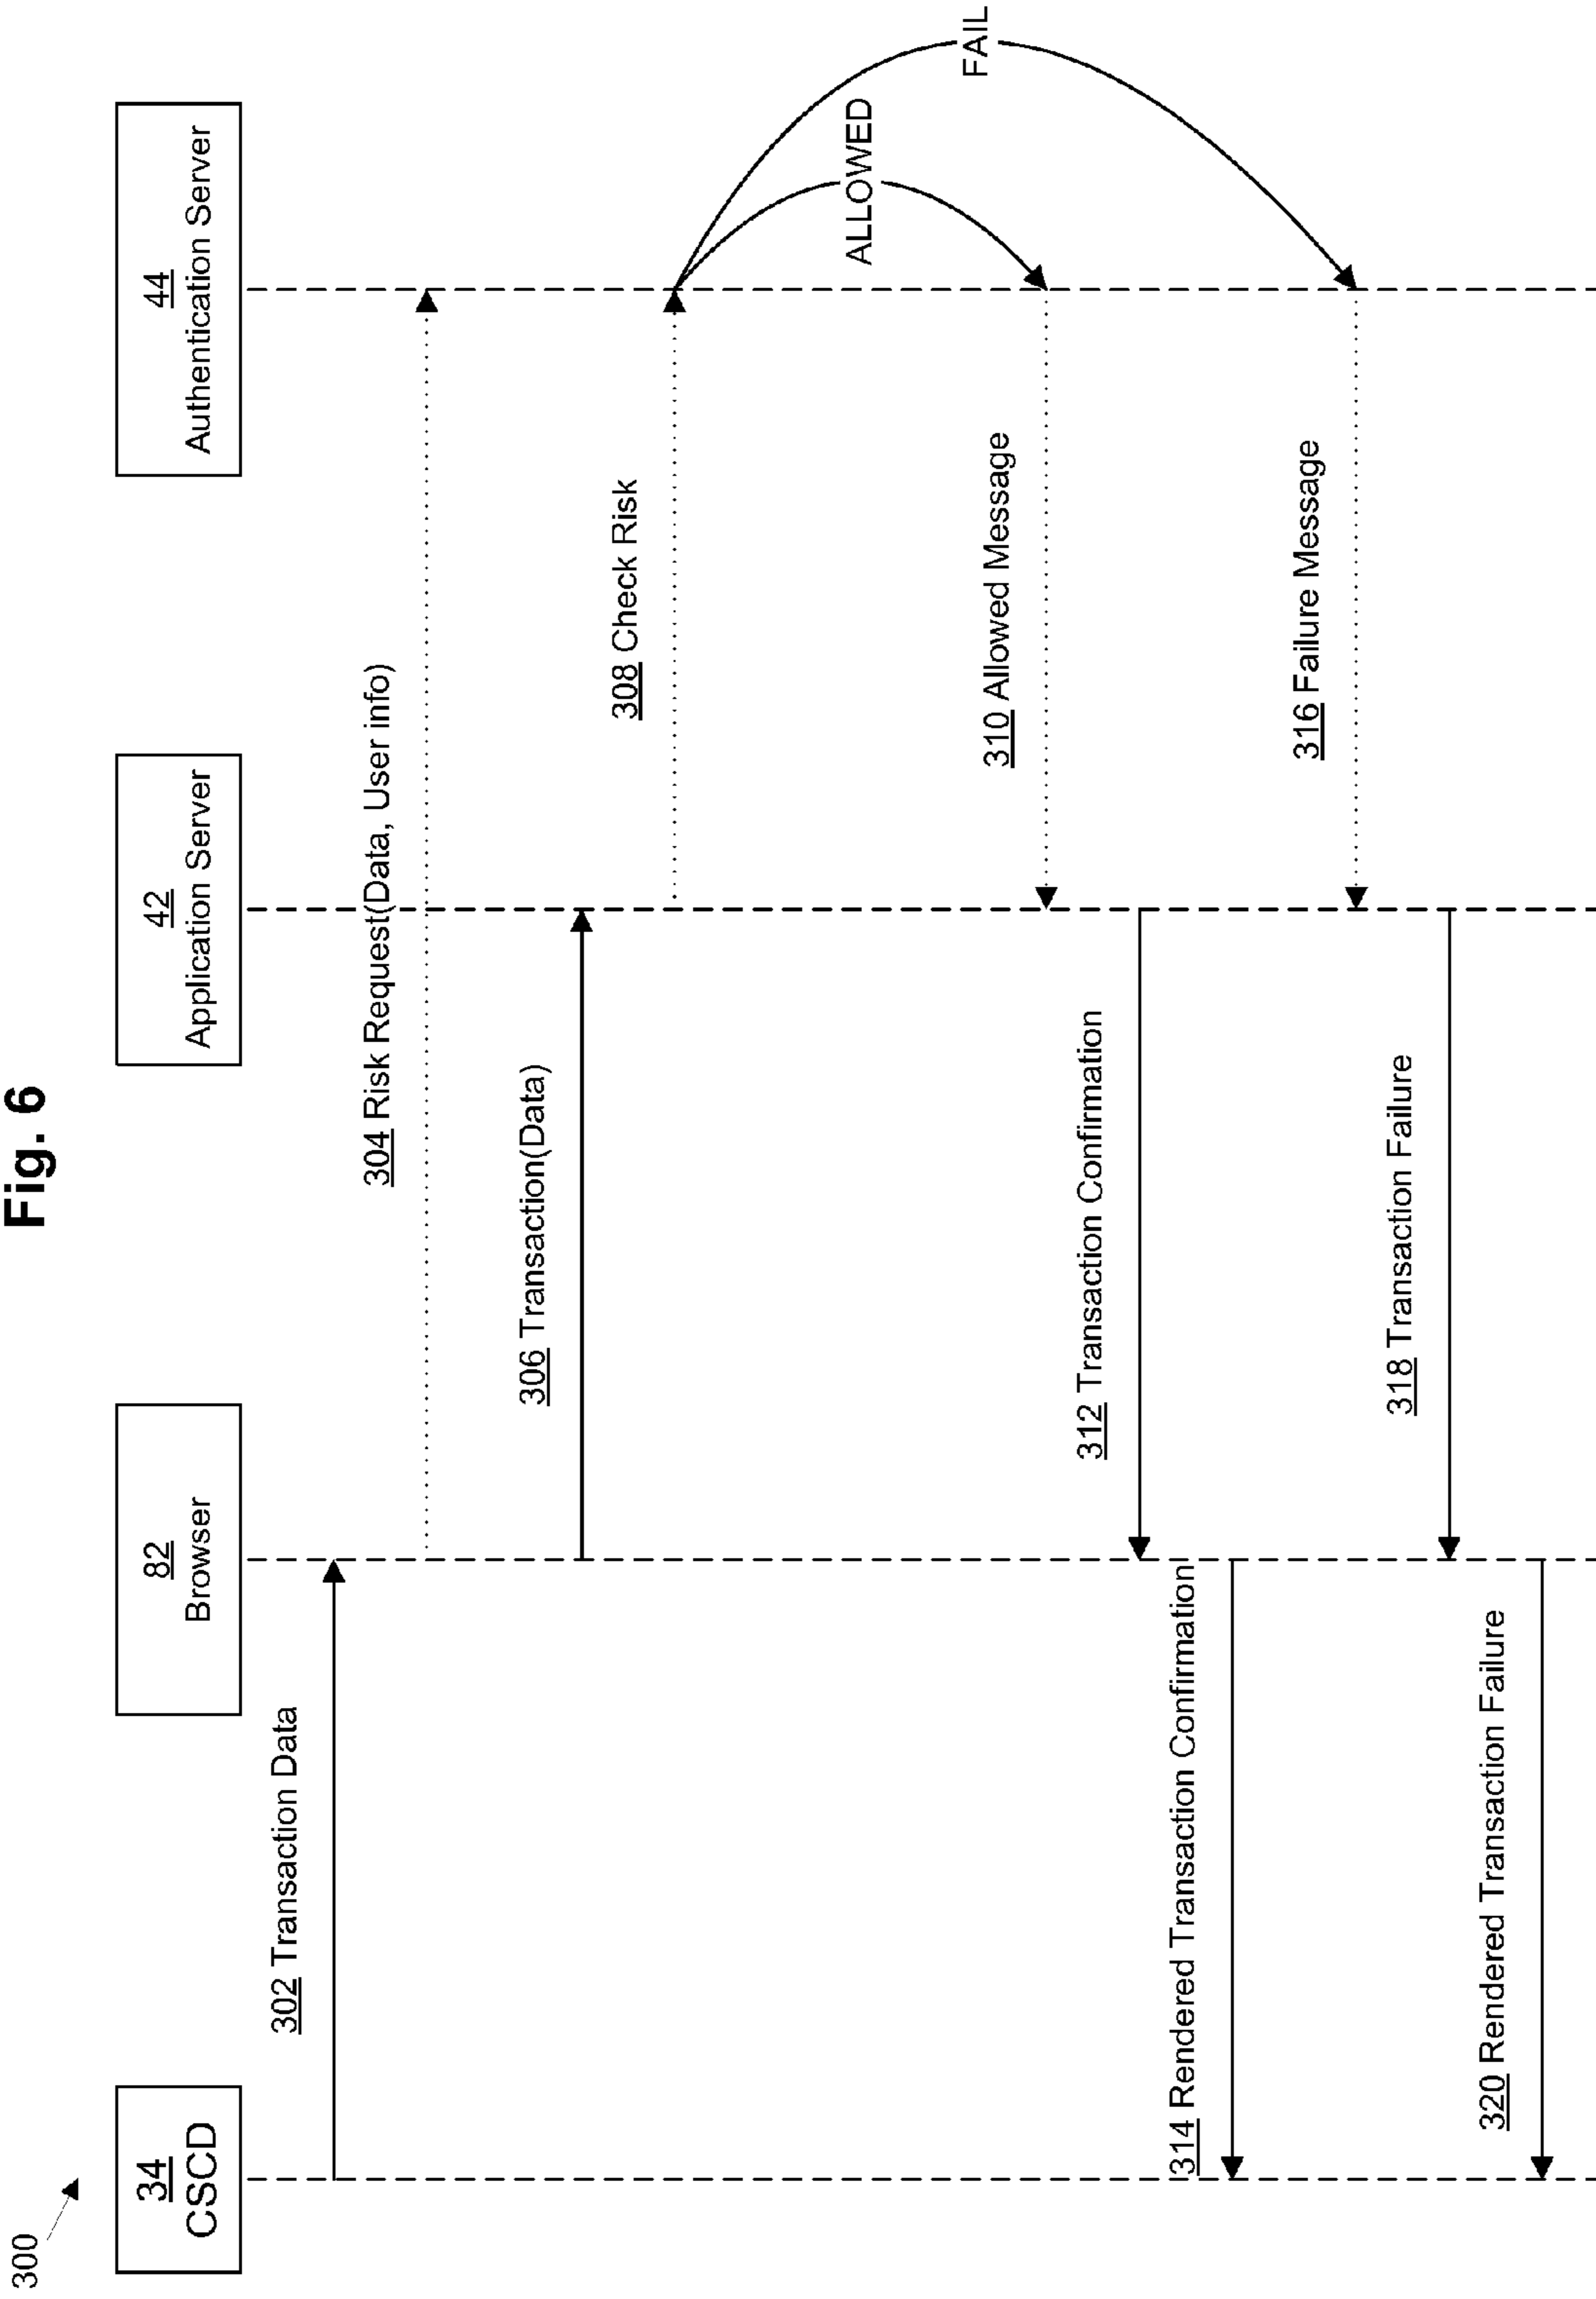 Fig. 6
300
34
CSCD
82
Browser
42
Application Server
44
Authentication Server
302 Transaction Data
304 Risk Request(Data, User info)
306 Transaction(Data)
308 Check Risk
ALLOWED
FAIL
310 Allowed Message
312 Transaction Confirmation
314 Rendered Transaction Confirmation
316 Failure Message
318 Transaction Failure
320 Rendered Transaction Failure